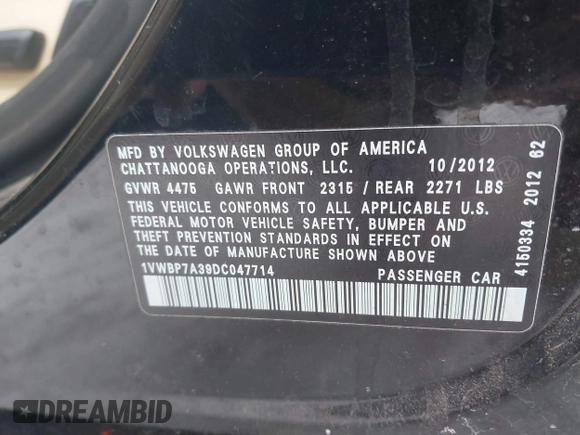 MFD BY VOLKSWAGEN GROUP OF AMERICA
CHATTANOOGA OPERATIONS, LLC. 10/2012
GVWR 4475 GAWR FRONT 2315 / REAR 2271 LBS
THIS VEHICLE CONFORMS TO ALL APPLICABLE U.S.
FEDERAL MOTOR VEHICLE SAFETY, BUMPER AND
THEFT PREVENTION STANDARDS IN EFFECT ON
THE DATE OF MANUFACTURE SHOWN ABOVE
1VWBP7A39DC047714 PASSENGER CAR
4150334 2012 62
DREAMBID